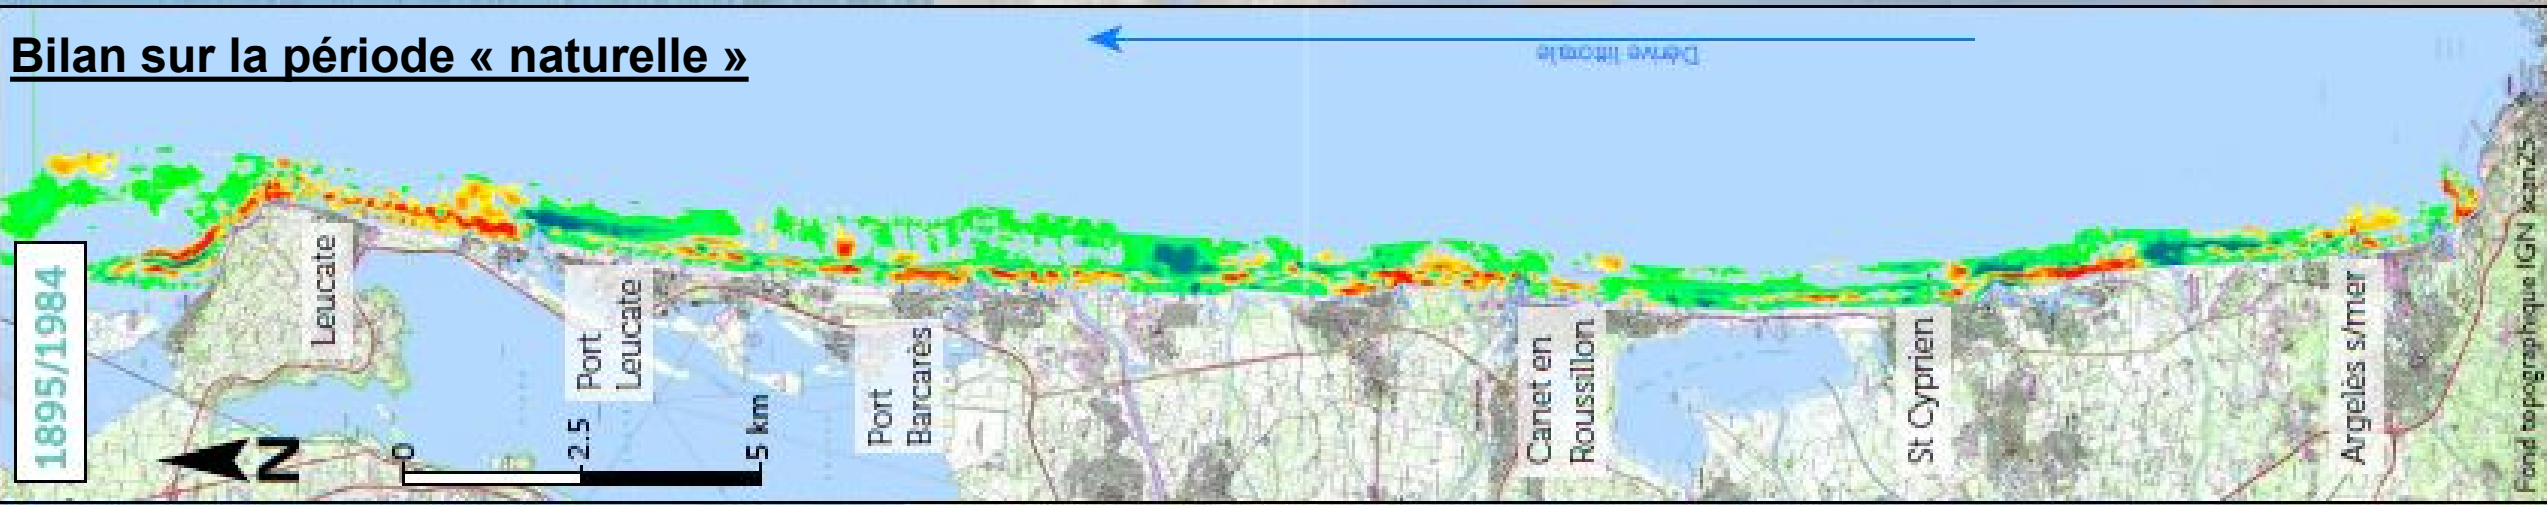 Bilan sur la période « naturelle »
Dérive littorale
1895/1984
Leucate
Port
Leucate
Port
Barcarès
Canet en
Roussillon
St Cyprien
Argelès s/mer
N
0
2.5
5 km
Fond topographique IGN scan25